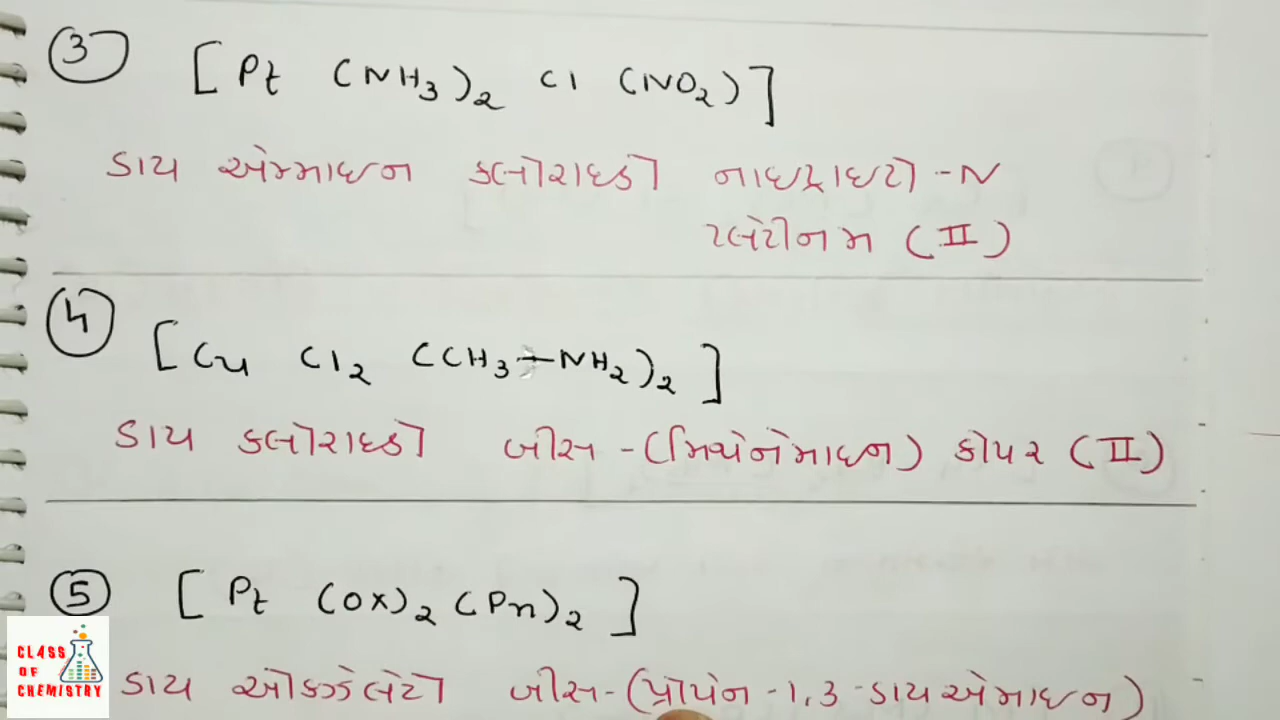 ③ [Pt (NH₃)₂ Cl (NO₂)]
ડાય એમ્માઇન ક્લોરાઇડો નાઇટ્રાઇટો -N
પ્લેટીનમ (II)
④ [Cu Cl₂ (CH₃-NH₂)₂]
ડાય ક્લોરાઇડો બીસ -(મિથેનેમાઇન) કોપર (II)
⑤ [Pt (ox)₂ (Pn)₂]
ડાય ઓક્ઝેલેટો બીસ-(પ્રોપેન -1,3-ડાયએમાઇન)
CLASS
OF
CHEMISTRY